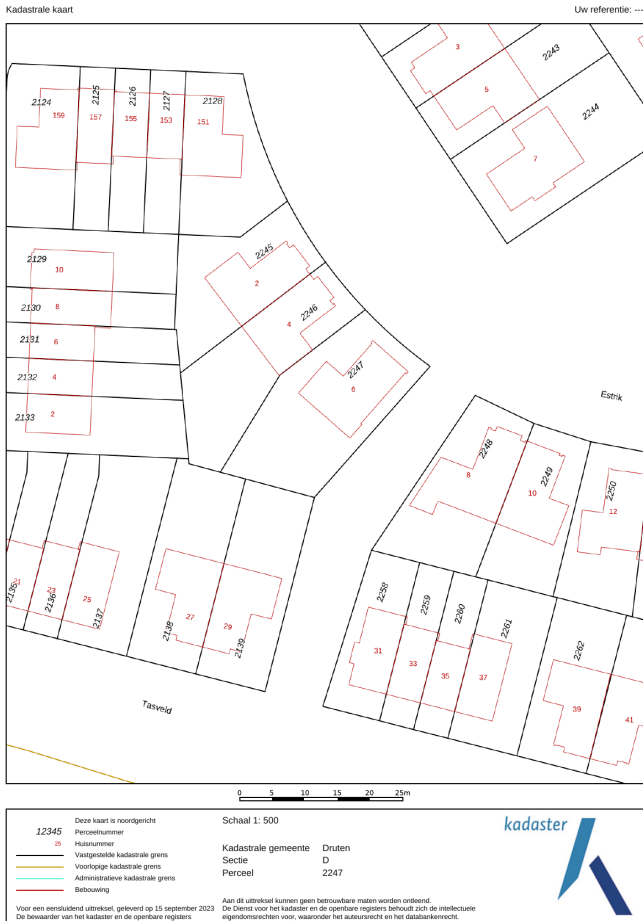 Kadastrale kaart
Uw referentie: ---
3
2243
5
2244
7
2124
2125
2126
2127
2128
159
157
155
153
151
2129
10
2130
8
2131
6
2132
4
2133
2
2245
2
2246
4
2247
6
Estrik
2248
8
2249
10
2250
12
2135
21
2136
23
2137
25
2138
27
2139
29
2258
31
2259
33
2260
35
2261
37
2262
39
41
Tasveld
0 5 10 15 20 25m
Deze kaart is noordgericht
12345 Perceelnummer
25 Huisnummer
Vastgestelde kadastrale grens
Voorlopige kadastrale grens
Administratieve kadastrale grens
Bebouwing
Voor een eensluidend uittreksel, geleverd op 15 september 2023
De bewaarder van het kadaster en de openbare registers
Schaal 1: 500
Kadastrale gemeente Druten
Sectie D
Perceel 2247
Aan dit uittreksel kunnen geen betrouwbare maten worden ontleend.
De Dienst voor het kadaster en de openbare registers behoudt zich de intellectuele
eigendomsrechten voor, waaronder het auteursrecht en het databankenrecht.
kadaster